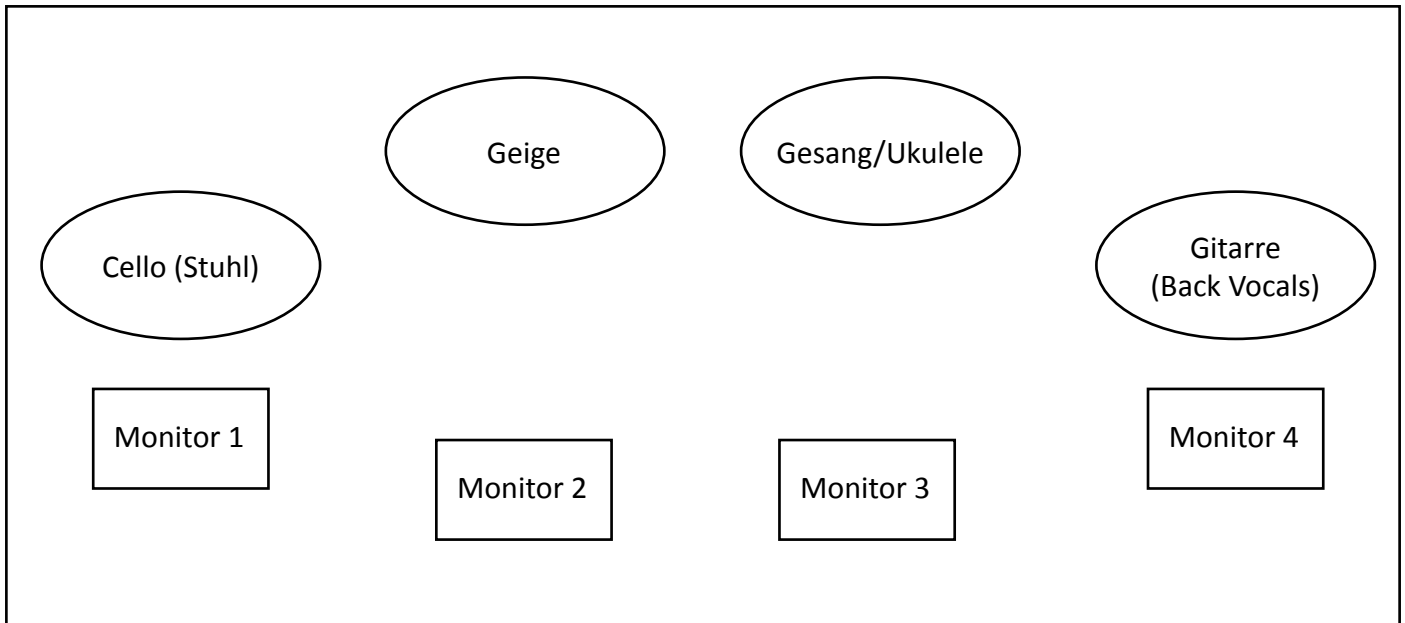 Geige
Gesang/Ukulele
Cello (Stuhl)
Gitarre
(Back Vocals)
Monitor 1
Monitor 2
Monitor 3
Monitor 4